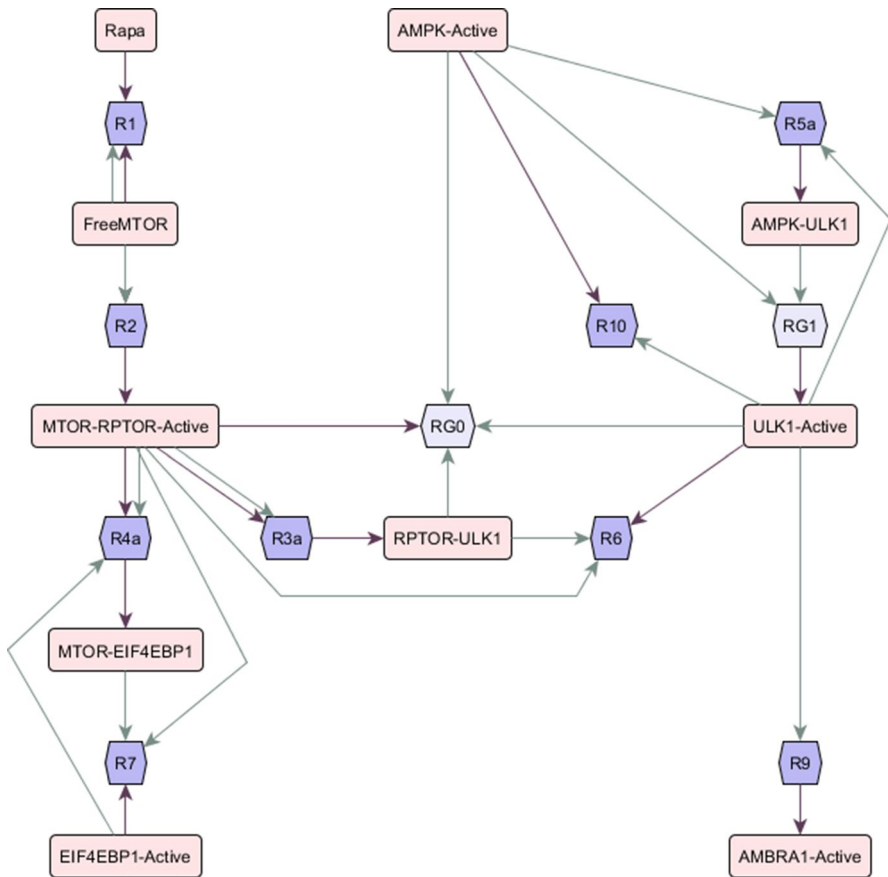 Rapa
AMPK-Active
R1
R5a
FreeMTOR
AMPK-ULK1
R2
R10
RG1
MTOR-RPTOR-Active
RG0
ULK1-Active
R4a
R3a
RPTOR-ULK1
R6
MTOR-EIF4EBP1
R7
R9
EIF4EBP1-Active
AMBRA1-Active